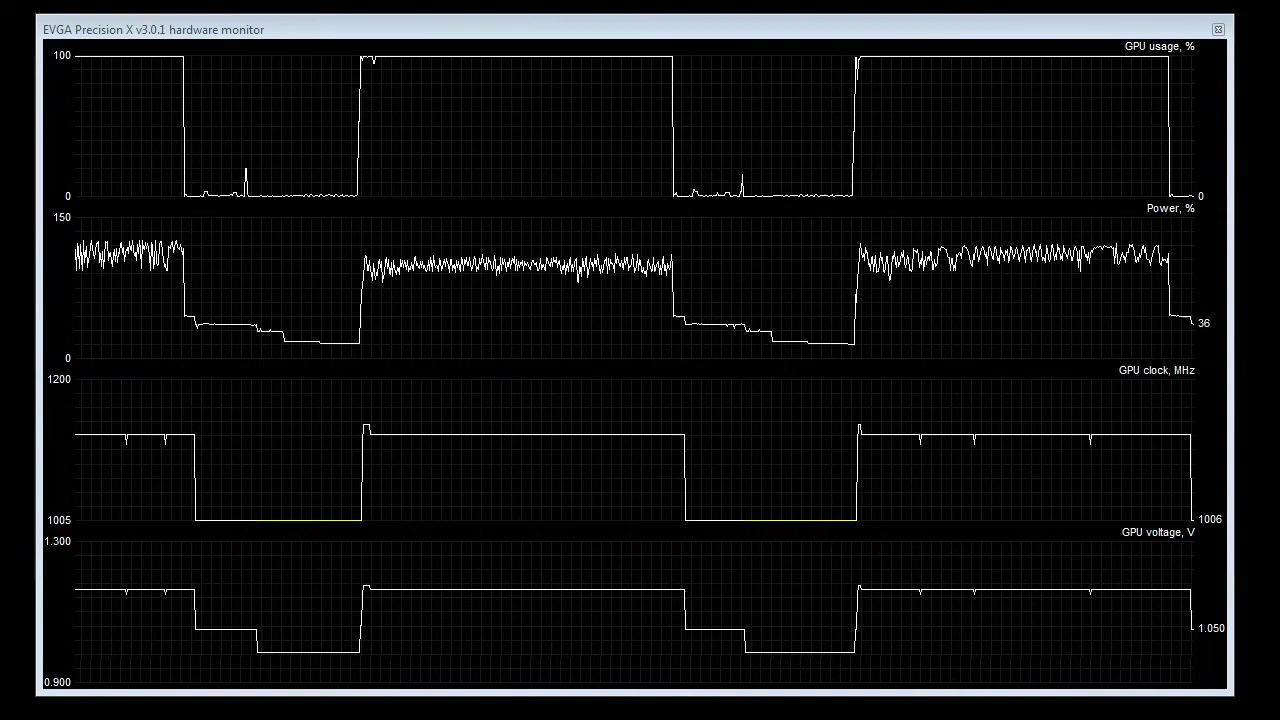 EVGA Precision X v3.0.1 hardware monitor
GPU usage, %
100
0
0
Power, %
150
36
0
GPU clock, MHz
1200
1005
1006
GPU voltage, V
1.300
1.050
0.900